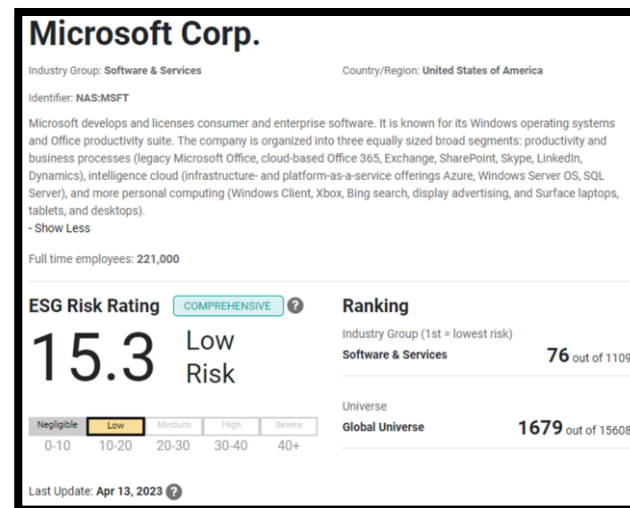 Microsoft Corp.
Industry Group: Software & Services
Country/Region: United States of America
Identifier: NAS:MSFT
Microsoft develops and licenses consumer and enterprise software. It is known for its Windows operating systems
and Office productivity suite. The company is organized into three equally sized broad segments: productivity and
business processes (legacy Microsoft Office, cloud-based Office 365, Exchange, SharePoint, Skype, LinkedIn,
Dynamics), intelligence cloud (infrastructure- and platform-as-a-service offerings Azure, Windows Server OS, SQL
Server), and more personal computing (Windows Client, Xbox, Bing search, display advertising, and Surface laptops,
tablets, and desktops).
- Show Less
Full time employees: 221,000
ESG Risk Rating COMPREHENSIVE ?
15.3 Low
Risk
Negligible Low Medium High Severe
0-10 10-20 20-30 30-40 40+
Last Update: Apr 13, 2023 ?
Ranking
Industry Group (1st = lowest risk)
Software & Services 76 out of 1109
Universe
Global Universe 1679 out of 15608